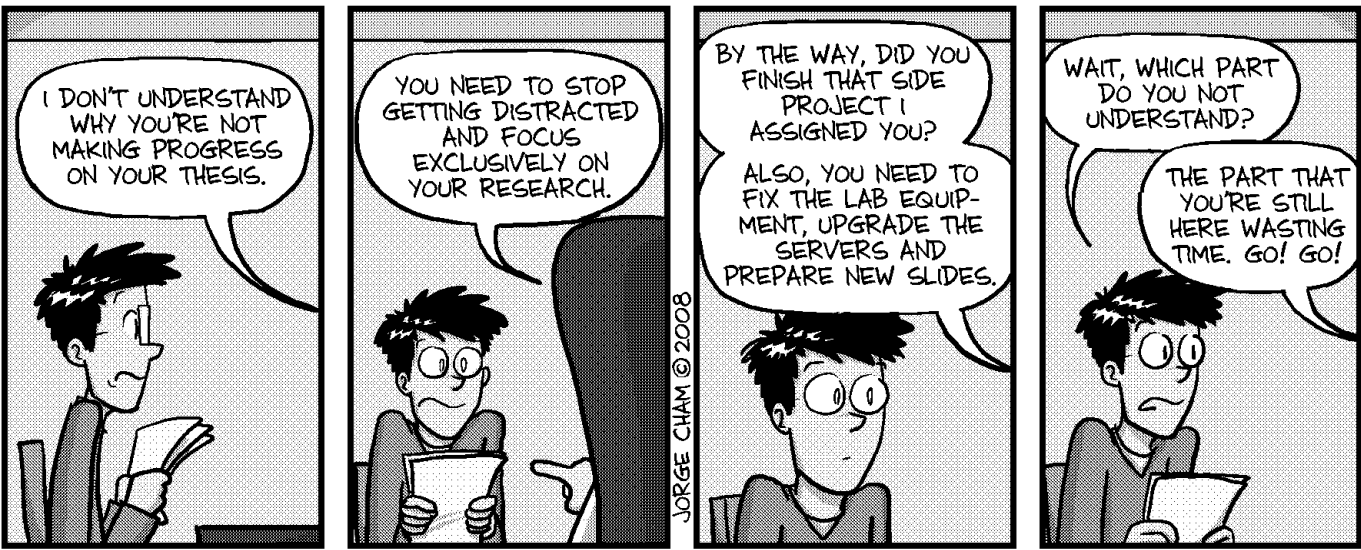 I DON'T UNDERSTAND
WHY YOU'RE NOT
MAKING PROGRESS
ON YOUR THESIS.
YOU NEED TO STOP
GETTING DISTRACTED
AND FOCUS
EXCLUSIVELY ON
YOUR RESEARCH.
JORGE CHAM © 2008
BY THE WAY, DID YOU
FINISH THAT SIDE
PROJECT I
ASSIGNED YOU?
ALSO, YOU NEED TO
FIX THE LAB EQUIP-
MENT, UPGRADE THE
SERVERS AND
PREPARE NEW SLIDES.
WAIT, WHICH PART
DO YOU NOT
UNDERSTAND?
THE PART THAT
YOU'RE STILL
HERE WASTING
TIME. GO! GO!